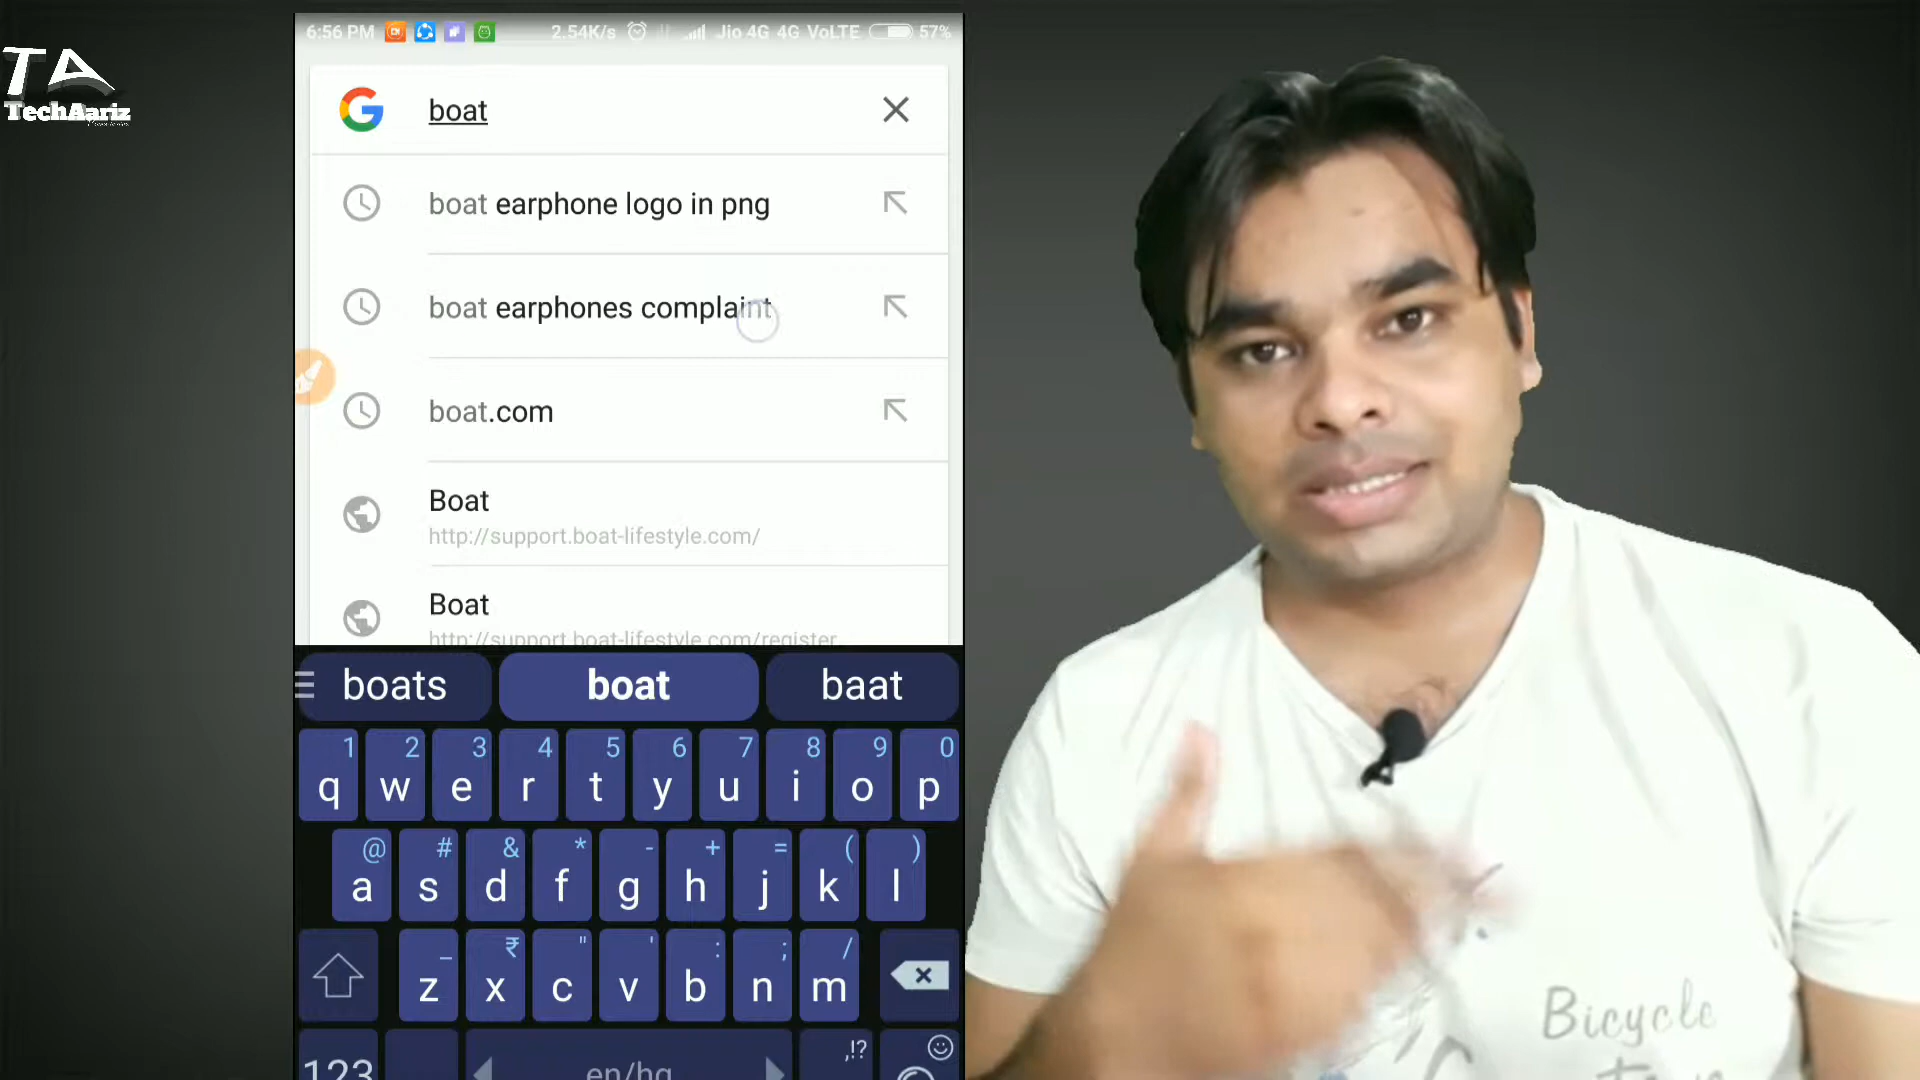 6:56 PM 2.54K/s Jio 4G 4G VoLTE 57%
TA
TechAariz
boat
boat earphone logo in png
boat earphones complaint
boat.com
Boat
http://support.boat-lifestyle.com/
Boat
http://support.boat-lifestyle.com/register
boats boat baat
1 2 3 4 5 6 7 8 9 0
q w e r t y u i o p
@ # & * - + = ( )
a s d f g h j k l
_ ₹ " ' : ; /
z x c v b n m
,!?
123 en/hg
Bicycle